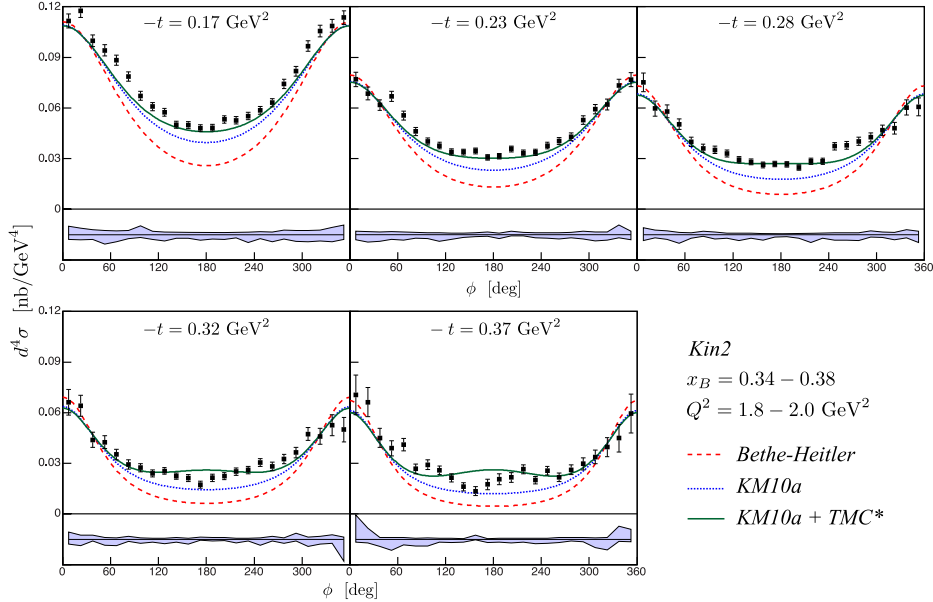 −t = 0.17 GeV²
−t = 0.23 GeV²
−t = 0.28 GeV²
0.12
0.09
0.06
0.03
0
0 60 120 180 240 300 0 60 120 180 240 300 0 60 120 180 240 300 360
ϕ [deg]
d⁴σ [nb/GeV⁴]
−t = 0.32 GeV²
− t = 0.37 GeV²
0.12
0.09
0.06
0.03
0
0 60 120 180 240 300 0 60 120 180 240 300 360
ϕ [deg]
Kin2
x_B = 0.34 − 0.38
Q² = 1.8 − 2.0 GeV²
Bethe-Heitler
KM10a
KM10a + TMC*